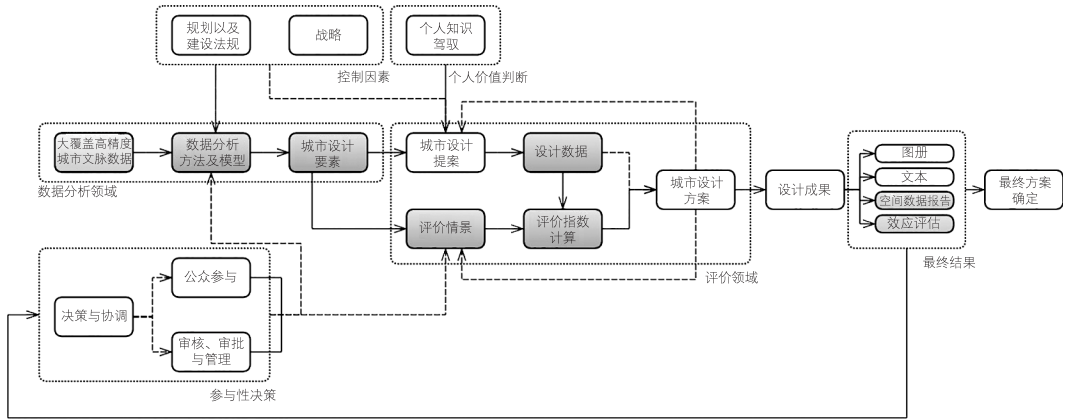 规划以及
建设法规
战略
个人知识
驾驭
控制因素
个人价值判断
大覆盖高精度
城市文脉数据
数据分析
方法及模型
城市设计
要素
城市设计
提案
设计数据
城市设计
方案
设计成果
图册
文本
空间数据报告
效应评估
最终方案
确定
数据分析领域
评价情景
评价指数
计算
评价领域
最终结果
决策与协调
公众参与
审核、审批
与管理
参与性决策